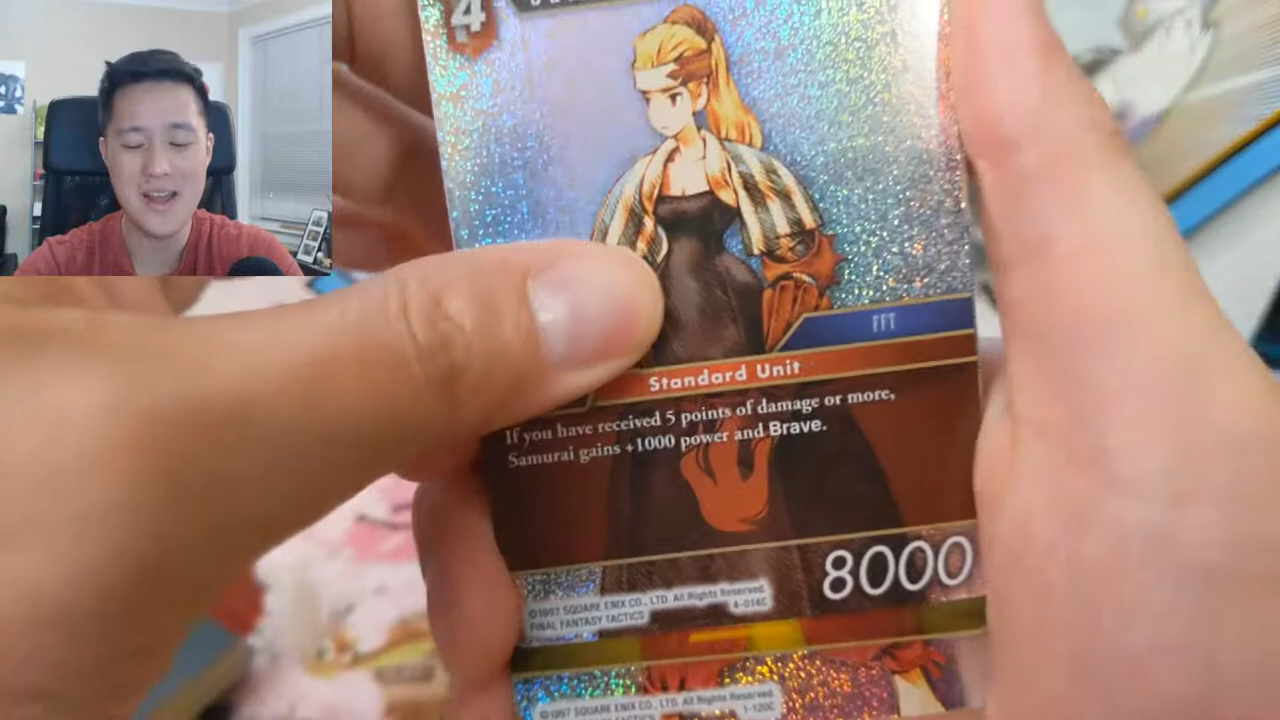 4
FFT
Standard Unit
If you have received 5 points of damage or more,
Samurai gains +1000 power and Brave.
8000
©1997 SQUARE ENIX CO., LTD. All Rights Reserved.
FINAL FANTASY TACTICS 4-014C
©1997 SQUARE ENIX CO., LTD. All Rights Reserved.
1-120C